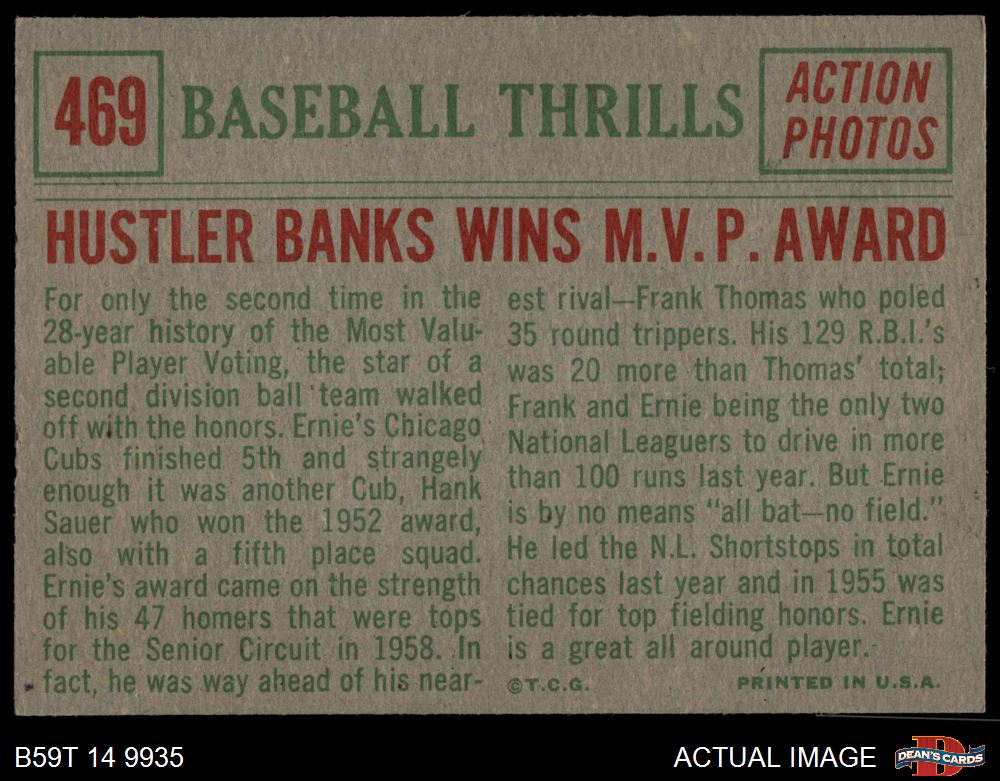 469
BASEBALL THRILLS
ACTION
PHOTOS
HUSTLER BANKS WINS M.V.P. AWARD
For only the second time in the
28-year history of the Most Valu-
able Player Voting, the star of a
second division ball team walked
off with the honors. Ernie's Chicago
Cubs finished 5th and strangely
enough it was another Cub, Hank
Sauer who won the 1952 award,
also with a fifth place squad.
Ernie's award came on the strength
of his 47 homers that were tops
for the Senior Circuit in 1958. In
fact, he was way ahead of his near-
est rival—Frank Thomas who poled
35 round trippers. His 129 R.B.I.'s
was 20 more than Thomas' total;
Frank and Ernie being the only two
National Leaguers to drive in more
than 100 runs last year. But Ernie
is by no means "all bat—no field."
He led the N.L. Shortstops in total
chances last year and in 1955 was
tied for top fielding honors. Ernie
is a great all around player.
©T.C.G. PRINTED IN U.S.A.
B59T 14 9935
ACTUAL IMAGE
D
DEAN'S CARDS